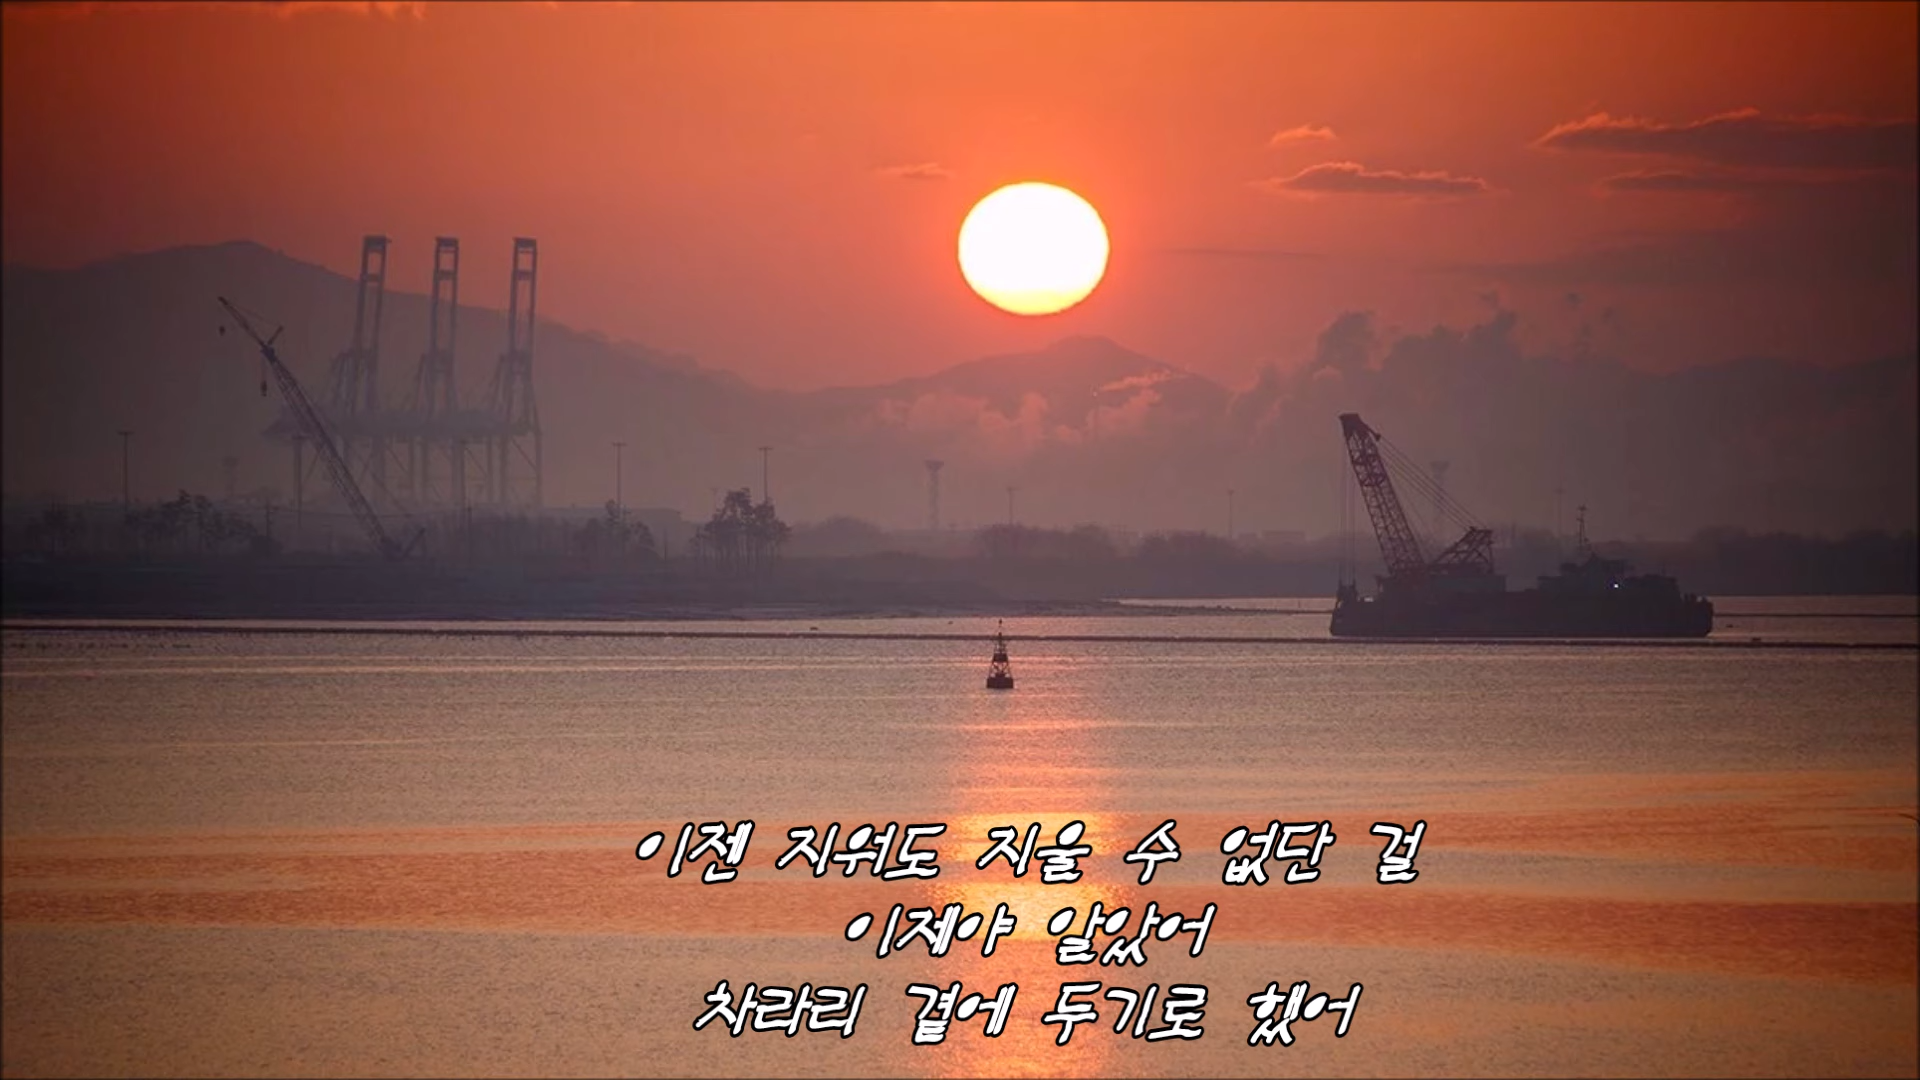 이젠 지워도 지울 수 없단 걸
이제야 알았어
차라리 곁에 두기로 했어